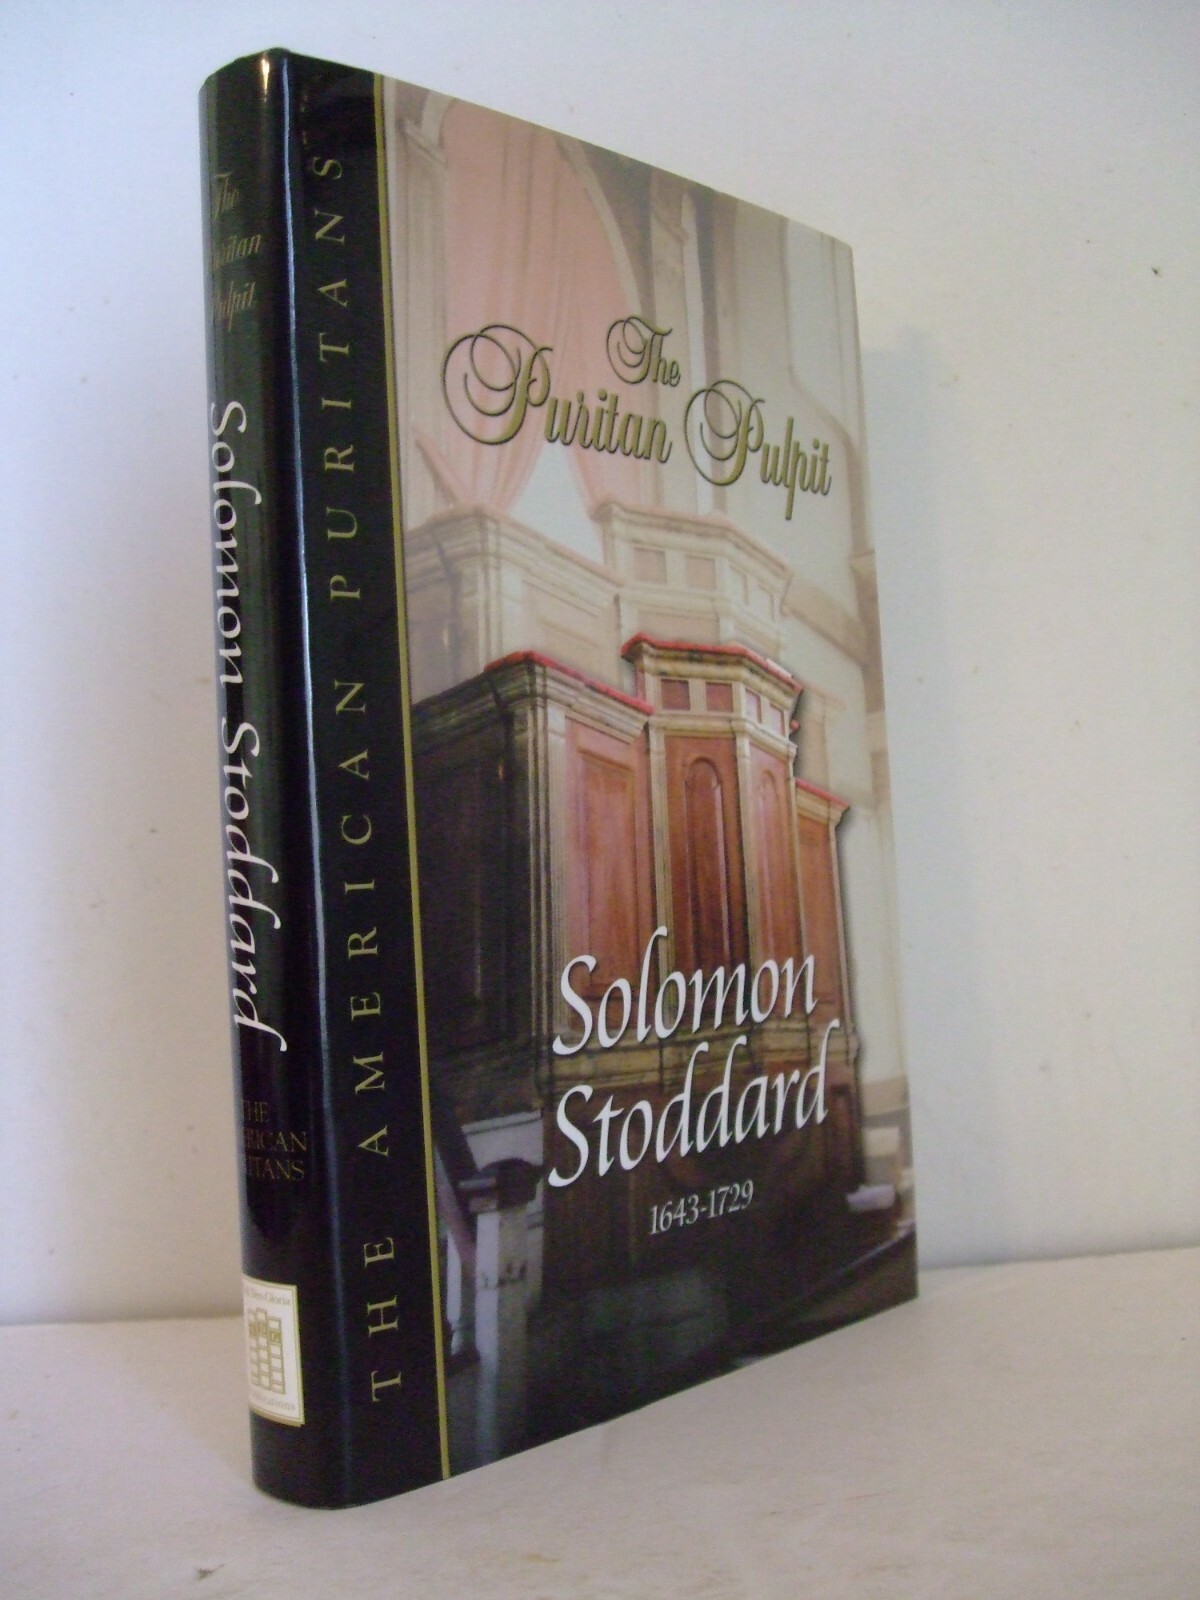 The
Puritan
Pulpit
Solomon Stoddard
THE
THE AMERICAN PURITANS
The
Puritan Pulpit
Solomon
Stoddard
1643-1729